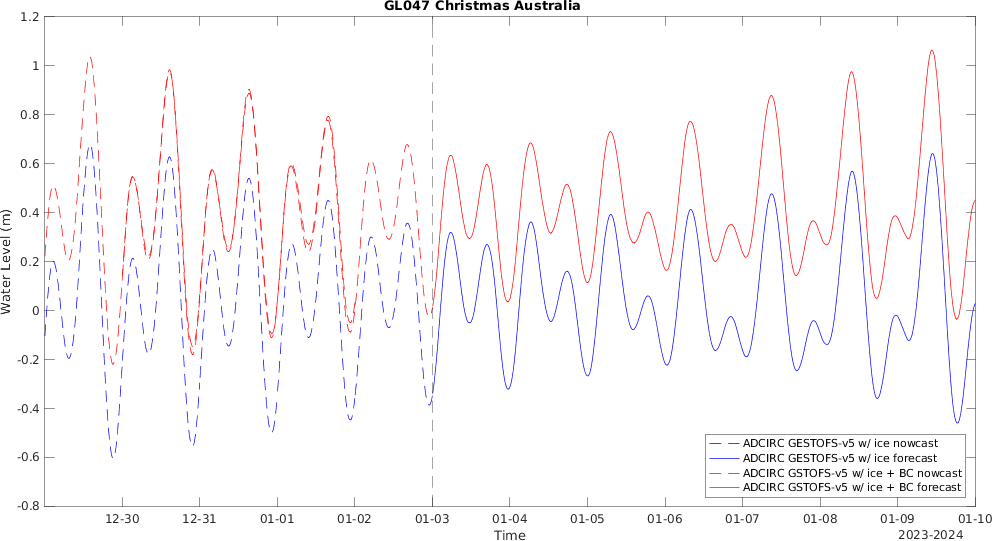 GL047 Christmas Australia
1.2
1
0.8
0.6
0.4
0.2
0
-0.2
-0.4
-0.6
-0.8
Water Level (m)
ADCIRC GESTOFS-v5 w/ ice nowcast
ADCIRC GESTOFS-v5 w/ ice forecast
ADCIRC GSTOFS-v5 w/ ice + BC nowcast
ADCIRC GSTOFS-v5 w/ ice + BC forecast
12-30 12-31 01-01 01-02 01-03 01-04 01-05 01-06 01-07 01-08 01-09 01-10
Time
2023-2024